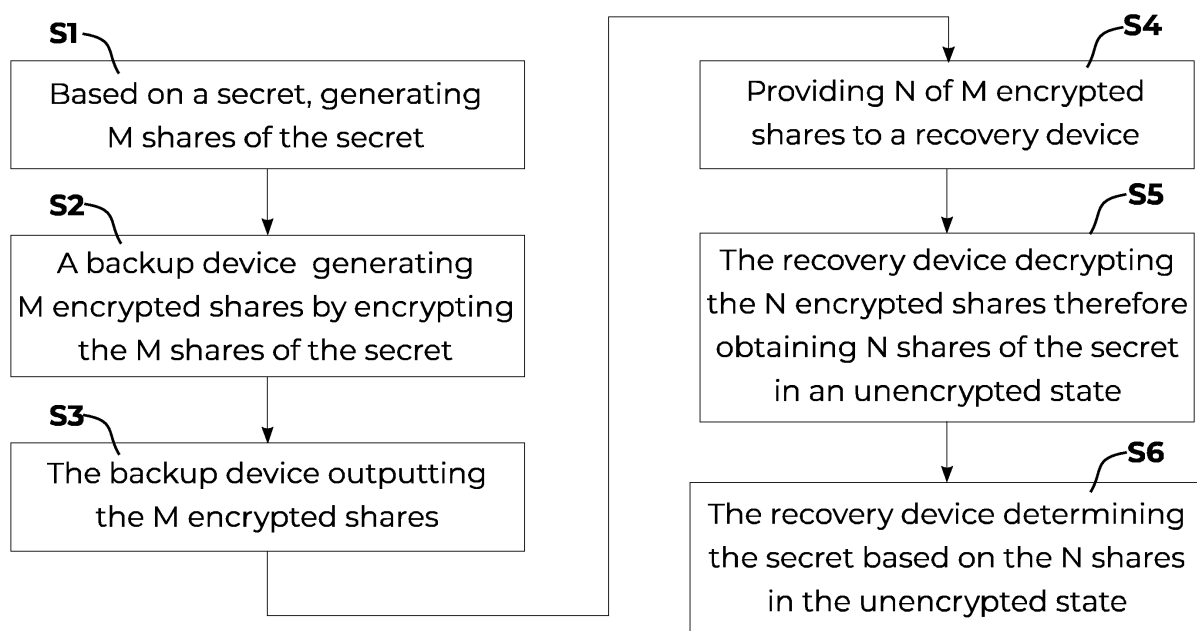 S1
Based on a secret, generating
M shares of the secret
S2
A backup device generating
M encrypted shares by encrypting
the M shares of the secret
S3
The backup device outputting
the M encrypted shares
S4
Providing N of M encrypted
shares to a recovery device
S5
The recovery device decrypting
the N encrypted shares therefore
obtaining N shares of the secret
in an unencrypted state
S6
The recovery device determining
the secret based on the N shares
in the unencrypted state